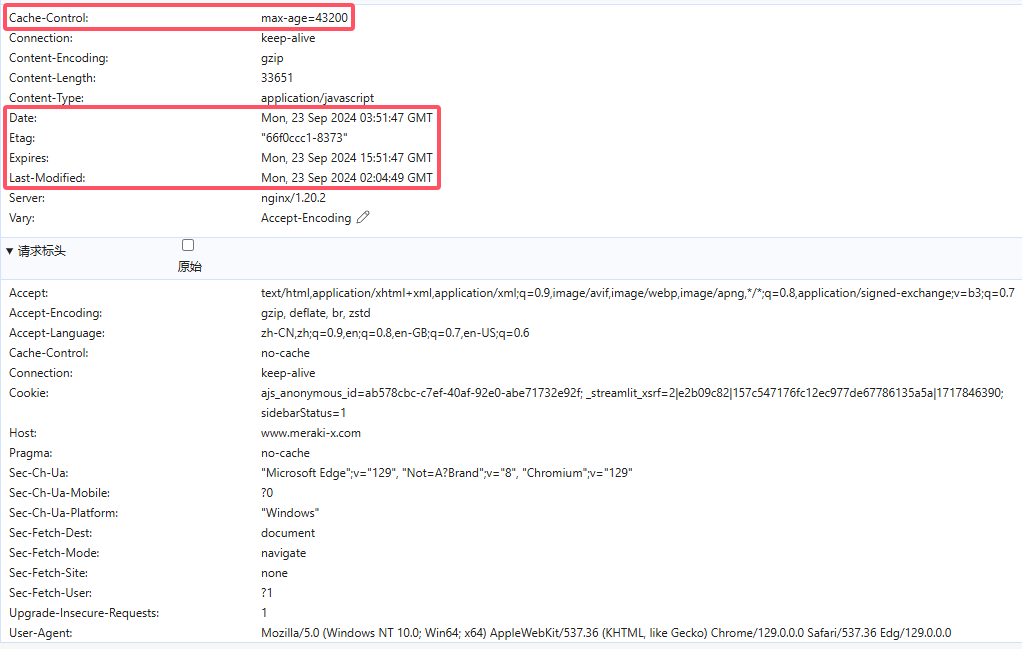 Cache-Control: max-age=43200
Connection: keep-alive
Content-Encoding: gzip
Content-Length: 33651
Content-Type: application/javascript
Date: Mon, 23 Sep 2024 03:51:47 GMT
Etag: "66f0ccc1-8373"
Expires: Mon, 23 Sep 2024 15:51:47 GMT
Last-Modified: Mon, 23 Sep 2024 02:04:49 GMT
Server: nginx/1.20.2
Vary: Accept-Encoding
▼ 请求标头
原始
Accept: text/html,application/xhtml+xml,application/xml;q=0.9,image/avif,image/webp,image/apng,*/*;q=0.8,application/signed-exchange;v=b3;q=0.7
Accept-Encoding: gzip, deflate, br, zstd
Accept-Language: zh-CN,zh;q=0.9,en;q=0.8,en-GB;q=0.7,en-US;q=0.6
Cache-Control: no-cache
Connection: keep-alive
Cookie: ajs_anonymous_id=ab578cbc-c7ef-40af-92e0-abe71732e92f; _streamlit_xsrf=2|e2b09c82|157c547176fc12ec977de67786135a5a|1717846390;
sidebarStatus=1
Host: www.meraki-x.com
Pragma: no-cache
Sec-Ch-Ua: "Microsoft Edge";v="129", "Not=A?Brand";v="8", "Chromium";v="129"
Sec-Ch-Ua-Mobile: ?0
Sec-Ch-Ua-Platform: "Windows"
Sec-Fetch-Dest: document
Sec-Fetch-Mode: navigate
Sec-Fetch-Site: none
Sec-Fetch-User: ?1
Upgrade-Insecure-Requests: 1
User-Agent: Mozilla/5.0 (Windows NT 10.0; Win64; x64) AppleWebKit/537.36 (KHTML, like Gecko) Chrome/129.0.0.0 Safari/537.36 Edg/129.0.0.0